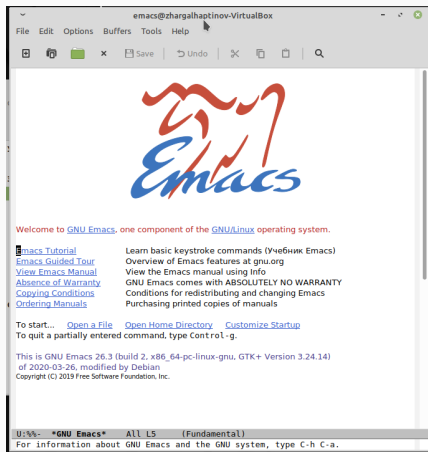 emacs@zhargalhaptinov-VirtualBox
File Edit Options Buffers Tools Help
Save Undo
Emacs
Welcome to GNU Emacs, one component of the GNU/Linux operating system.
Emacs Tutorial Learn basic keystroke commands (Учебник Emacs)
Emacs Guided Tour Overview of Emacs features at gnu.org
View Emacs Manual View the Emacs manual using Info
Absence of Warranty GNU Emacs comes with ABSOLUTELY NO WARRANTY
Copying Conditions Conditions for redistributing and changing Emacs
Ordering Manuals Purchasing printed copies of manuals
To start... Open a File Open Home Directory Customize Startup
To quit a partially entered command, type Control-g.
This is GNU Emacs 26.3 (build 2, x86_64-pc-linux-gnu, GTK+ Version 3.24.14)
of 2020-03-26, modified by Debian
Copyright (C) 2019 Free Software Foundation, Inc.
U:%%- *GNU Emacs* All L5 (Fundamental)
For information about GNU Emacs and the GNU system, type C-h C-a.